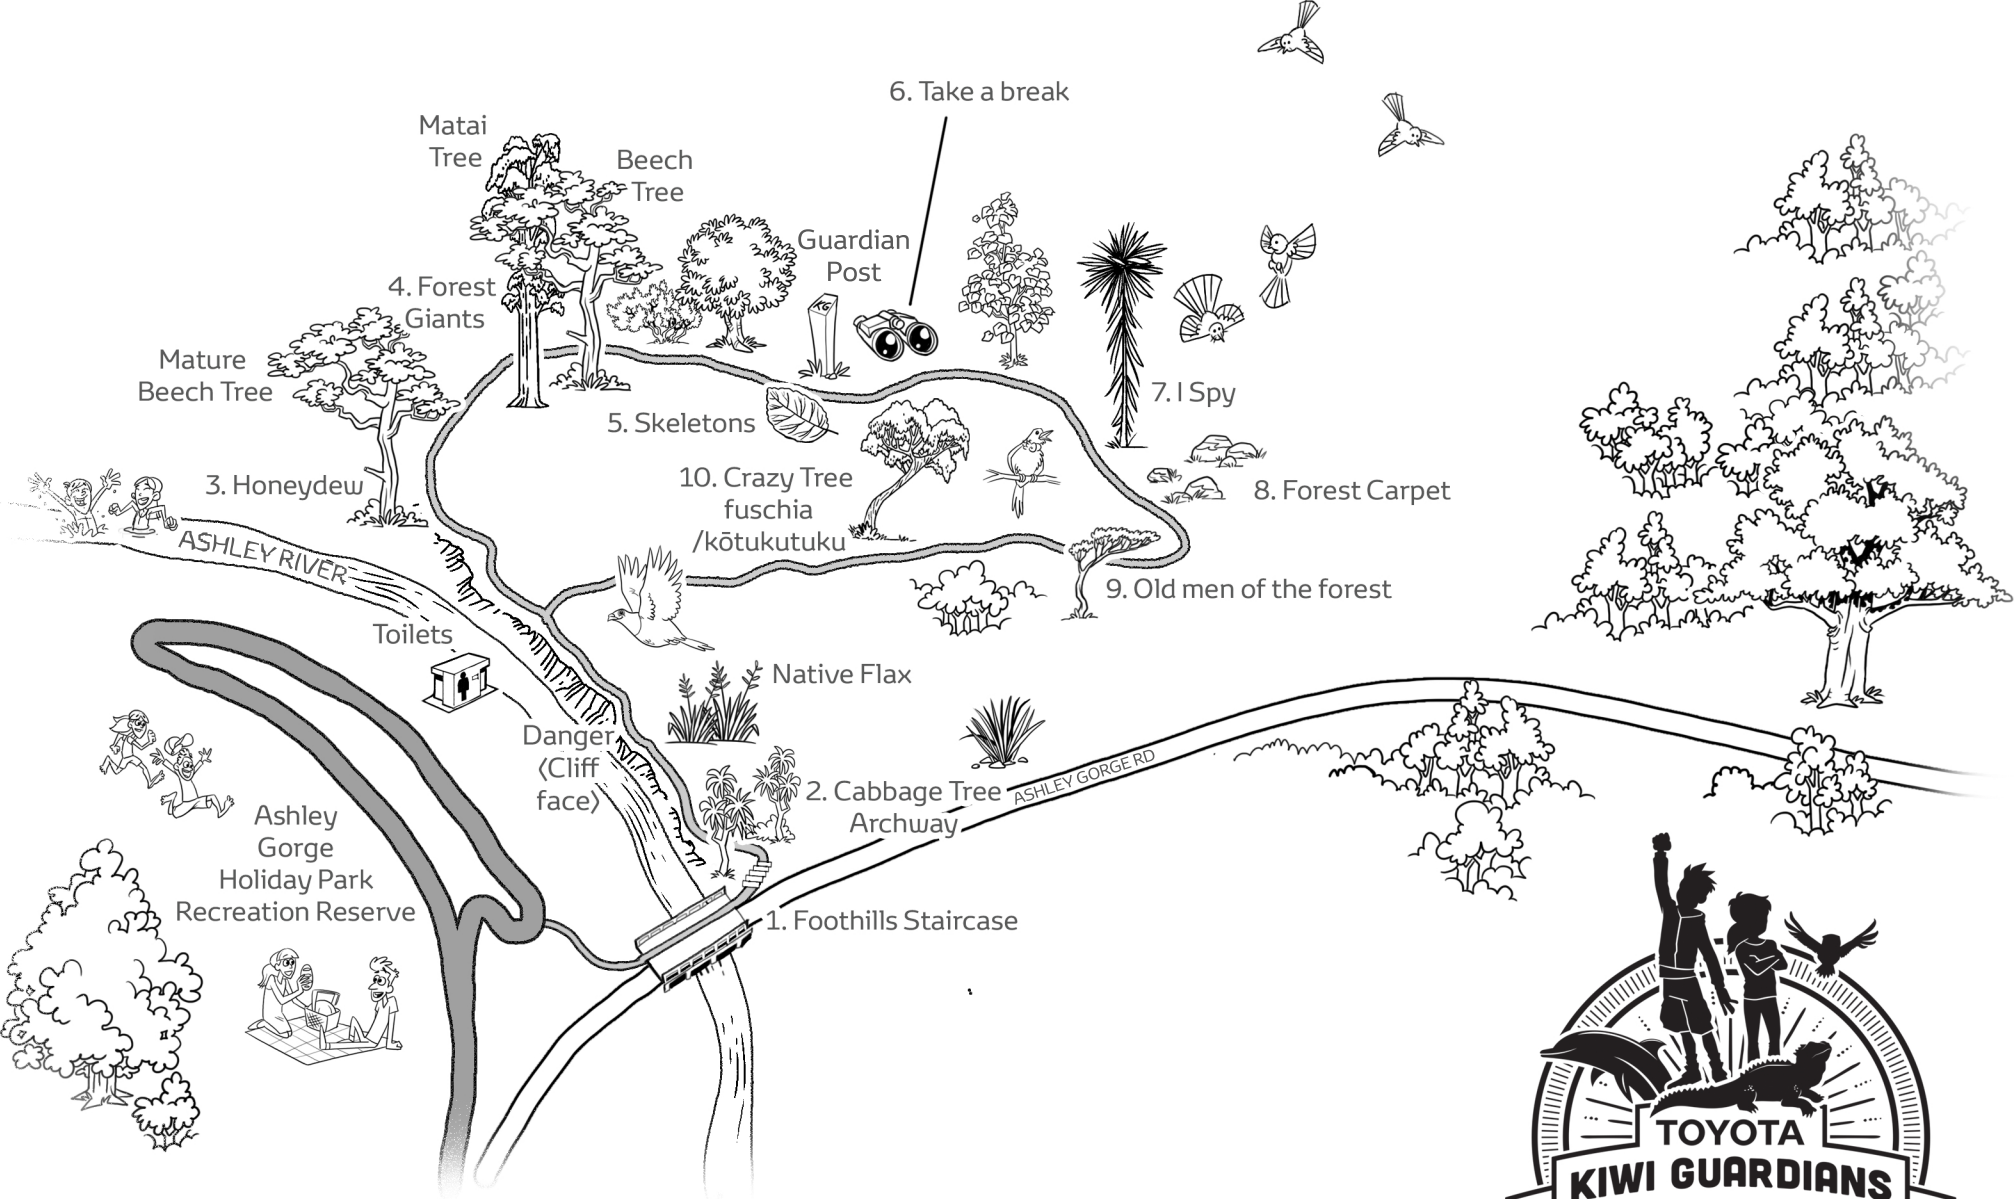 6. Take a break
Matai
Tree
Beech
Tree
Guardian
Post
KG
4. Forest
Giants
Mature
Beech Tree
7. I Spy
5. Skeletons
3. Honeydew
10. Crazy Tree
fuschia
/kōtukutuku
8. Forest Carpet
ASHLEY RIVER
9. Old men of the forest
Toilets
Native Flax
Danger
(Cliff
face)
ASHLEY GORGE RD
2. Cabbage Tree
Archway
Ashley
Gorge
Holiday Park
Recreation Reserve
1. Foothills Staircase
TOYOTA
KIWI GUARDIANS